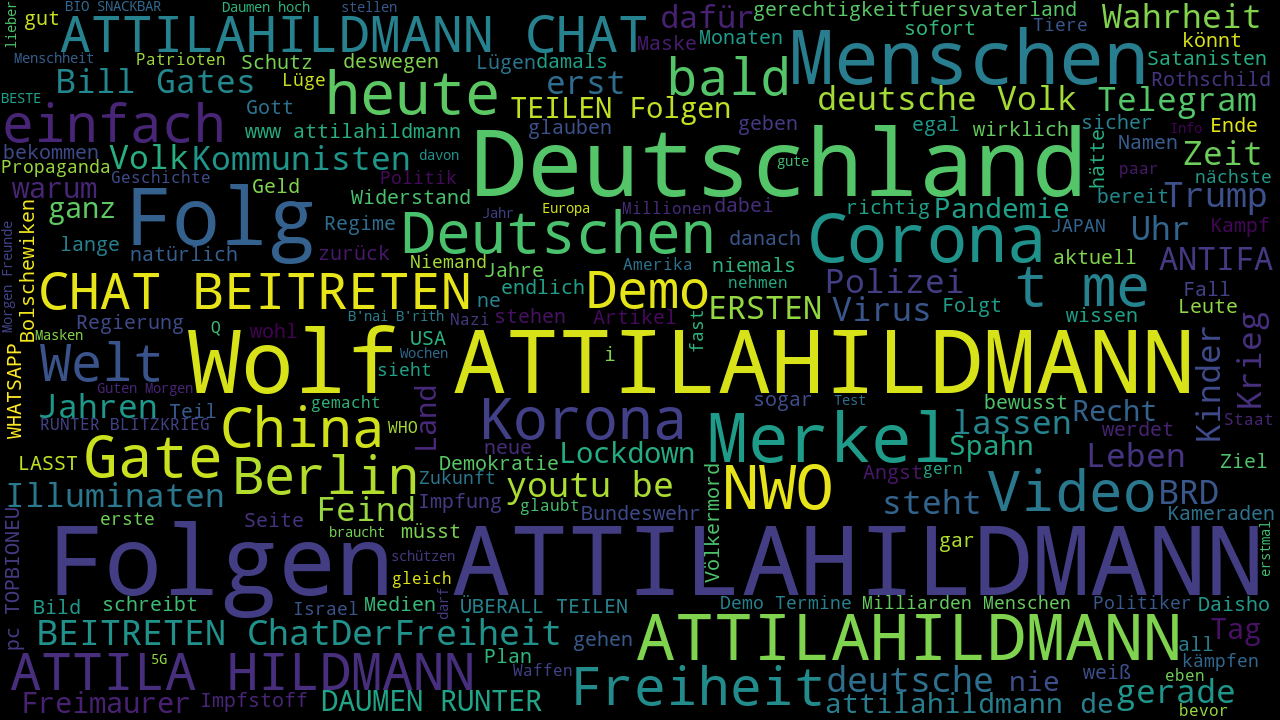 BIO SNACKBAR
Daumen hoch
stellen
lieber
gut
ATTILAHILDMANN CHAT
dafür
gerechtigkeitfuersvaterland
Wahrheit
Maske
Monaten
sofort
Tiere
könnt
Menschheit
Patrioten
Schutz
deswegen
Lügen
damals
Menschen
Satanisten
Bill Gates
Lüge
heute
erst
bald
Rothschild
BESTE
einfach
Gott
TEILEN Folgen
deutsche Volk
Telegram
www attilahildmann
glauben
geben
egal
wirklich
sicher
Info
Ende
bekommen
Volk
Kommunisten
davon
Deutschland
gute
hätte
Namen
Zeit
Propaganda
Geschichte
Politik
paar
nächste
warum
Geld
Widerstand
bereit
Trump
ganz
Folg
Regime
Deutschen
Jahr
Europa
Millionen
dabei
richtig
Pandemie
JAPAN
Uhr
Kampf
lange
natürlich
zurück
danach
Corona
aktuell
ANTIFA
Morgen Freunde
Bolschewiken
Niemand
Jahre
Amerika
niemals
CHAT BEITRETEN
ne
endlich
Demo
nehmen
Polizei
t me
Fall
ERSTEN
Virus
Folgt
wissen
Leute
Regierung
Q
wohl
B'nai B'rith
Nazi
stehen
Artikel
fast
Masken
USA
Welt
Wolf
Wochen
i
ATTILAHILDMANN
Kinder
Krieg
WHATSAPP
sieht
Guten Morgen
Jahren
Teil
gemacht
Land
sogar
Test
bewusst
RUNTER BLITZKRIEG
China
WHO
Korona
Merkel
lassen
Recht
werdet
Staat
neue
Lockdown
Spahn
LASST
Gate
Berlin
Demokratie
Zukunft
youtu be
Völkermord
NWO
Angst
gern
Leben
Ziel
Illuminaten
Feind
Impfung
glaubt
steht
Video
BRD
Seite
Bundeswehr
Kameraden
TOPBIONEU
erste
Folgen
braucht
müsst
ATTILAHILDMANN
gar
erstmal
schützen
gleich
darf
Bild
schreibt
Israel
Medien
ÜBERALL TEILEN
Demo Termine
Milliarden Menschen
Politiker
Daisho
pc
BEITRETEN ChatDerFreiheit
gehen
ATTILAHILDMANN
all
Tag
ATTILA HILDMANN
5G
Plan
Waffen
kämpfen
Freimaurer
Impfstoff
DAUMEN RUNTER
Freiheit
deutsche
nie
weiß
eben
attilahildmann de
gerade
bevor